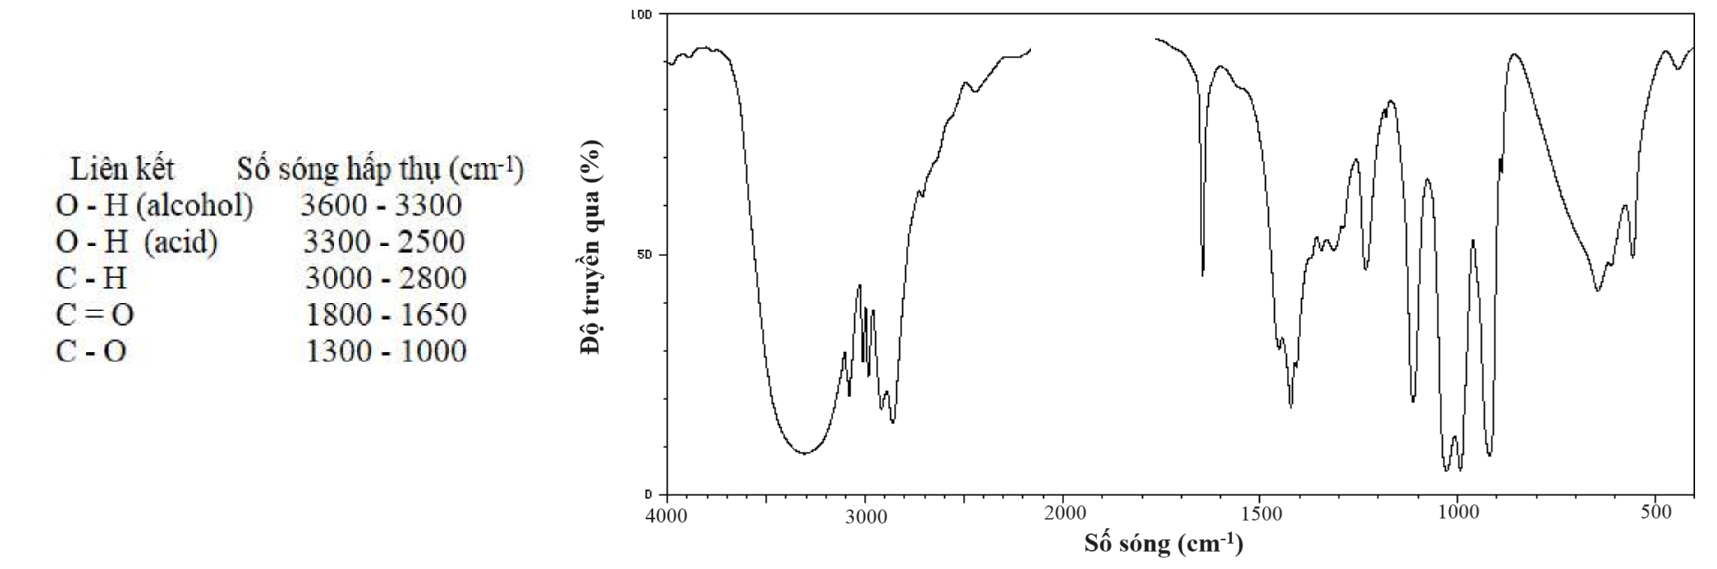 Liên kết Số sóng hấp thụ (cm-1)
O - H (alcohol) 3600 - 3300
O - H (acid) 3300 - 2500
C - H 3000 - 2800
C = O 1800 - 1650
C - O 1300 - 1000
Độ truyền qua (%)
100
50
0
4000 3000 2000 1500 1000 500
Số sóng (cm-1)